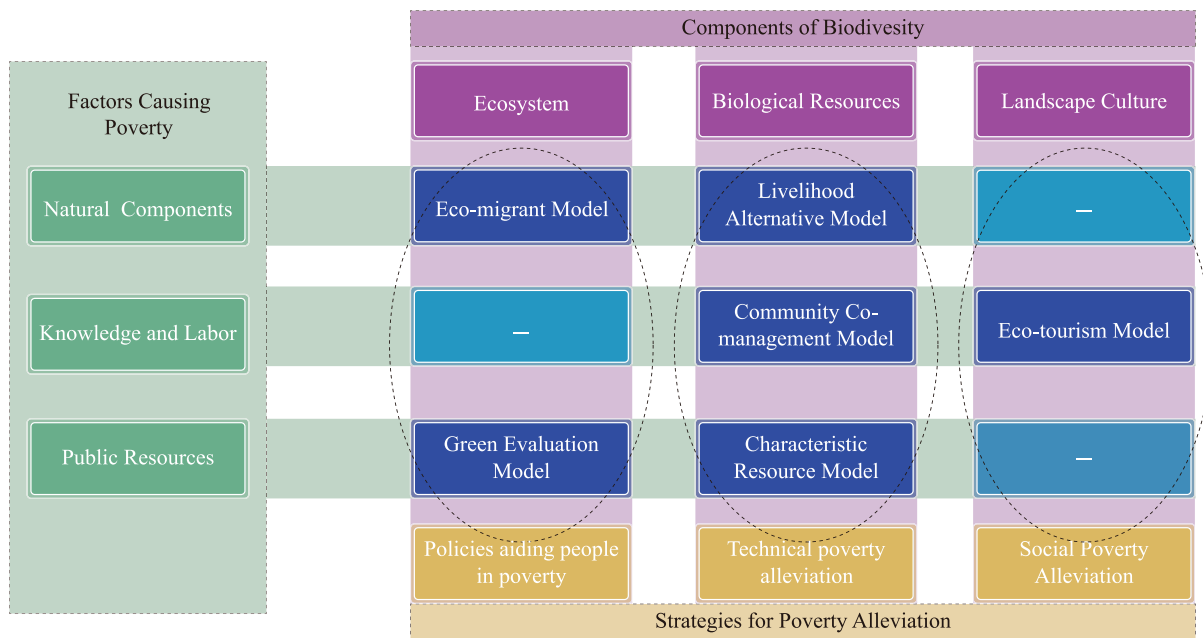 Components of Biodivesity
Factors Causing
Poverty
Ecosystem
Biological Resources
Landscape Culture
Natural Components
Eco-migrant Model
Livelihood
Alternative Model
–
Knowledge and Labor
–
Community Co-
management Model
Eco-tourism Model
Public Resources
Green Evaluation
Model
Characteristic
Resource Model
–
Policies aiding people
in poverty
Technical poverty
alleviation
Social Poverty
Alleviation
Strategies for Poverty Alleviation